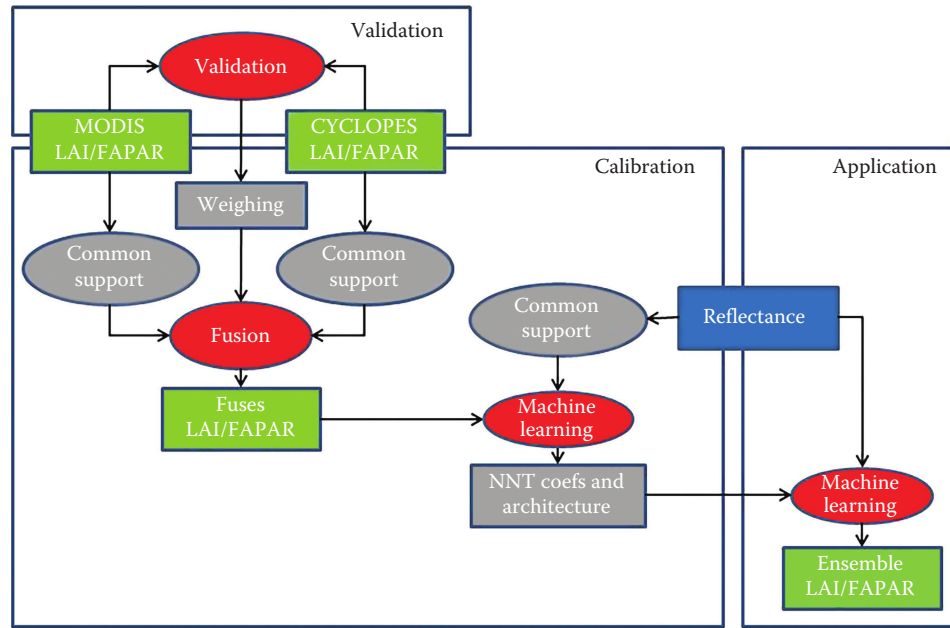 Validation
Validation
MODIS
LAI/FAPAR
CYCLOPES
LAI/FAPAR
Calibration
Application
Weighing
Common
support
Common
support
Fusion
Common
support
Reflectance
Fuses
LAI/FAPAR
Machine
learning
NNT coefs and
architecture
Machine
learning
Ensemble
LAI/FAPAR